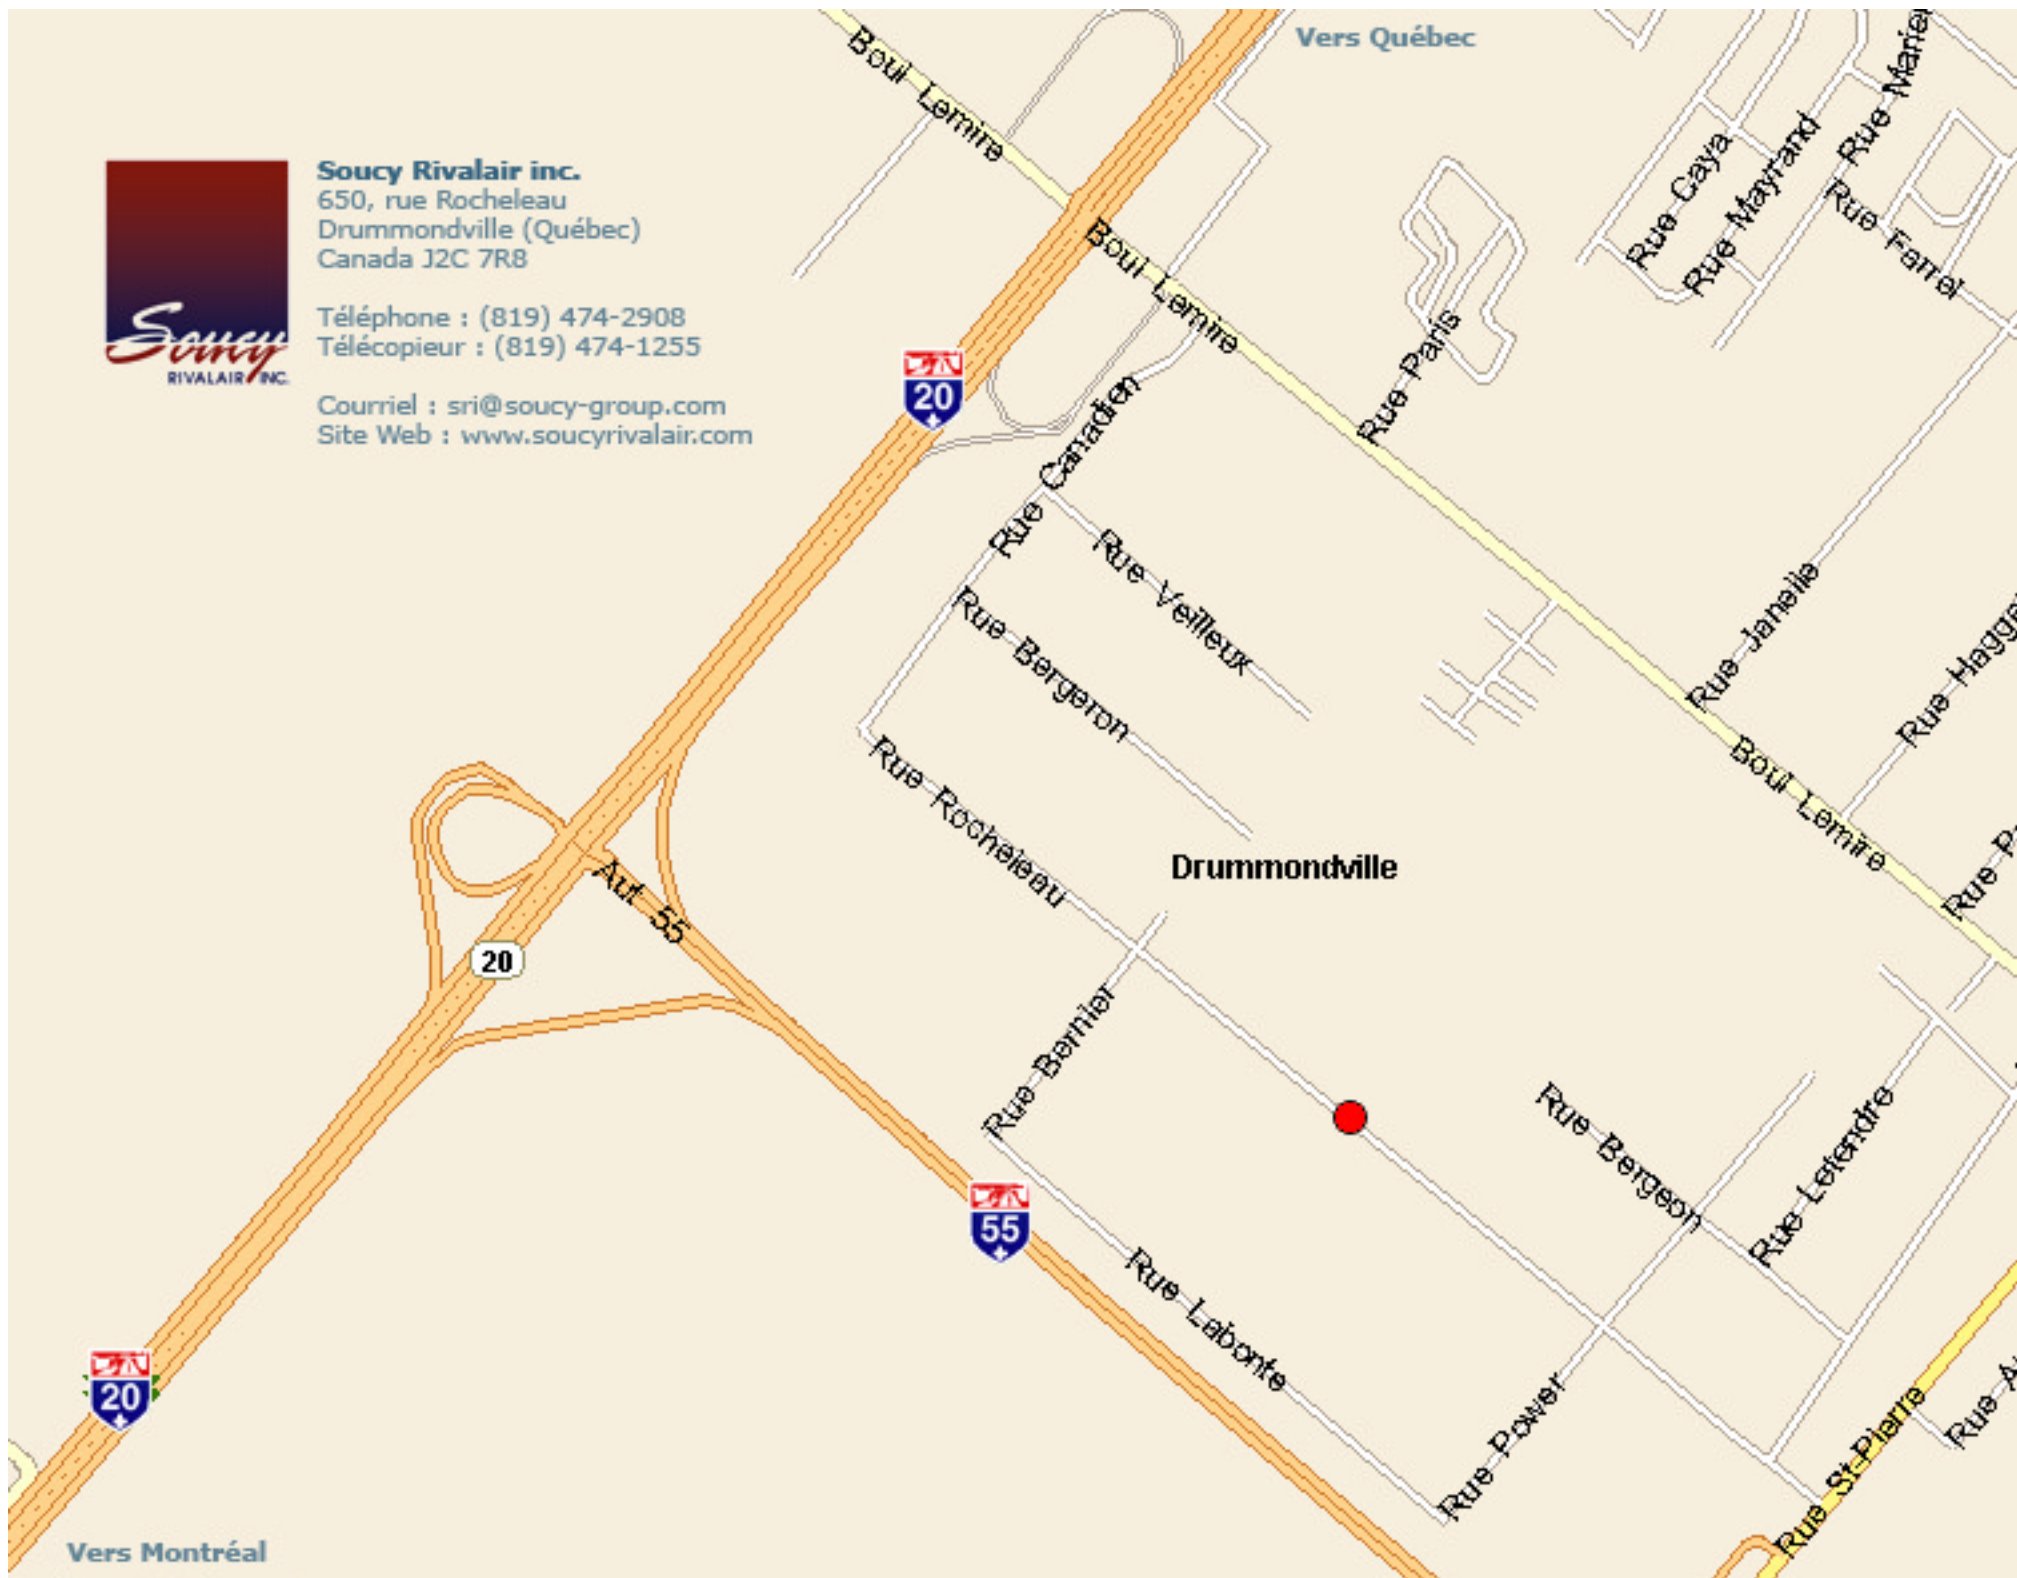 Vers Québec
Boul Lemire
Soucy Rivalair inc.
650, rue Rocheleau
Drummondville (Québec)
Canada J2C 7R8
Téléphone : (819) 474-2908
Télécopieur : (819) 474-1255
Courriel : sri@soucy-group.com
Site Web : www.soucyrivalair.com
Soucy
RIVALAIR INC.
Rue Caya
Rue Mayrand
Rue Farrel
Boul Lemire
Rue Paris
20
Rue Canadien
Rue Veilleux
Rue Bergeron
Rue Janelle
Rue
Boul Lemire
Rue
Rue Rocheleau
Drummondville
Aut 55
20
Rue Bernier
Rue Bergeon
Rue Letendre
55
Rue Labonte
Rue Power
Rue St-Pierre
Rue
20
Vers Montréal